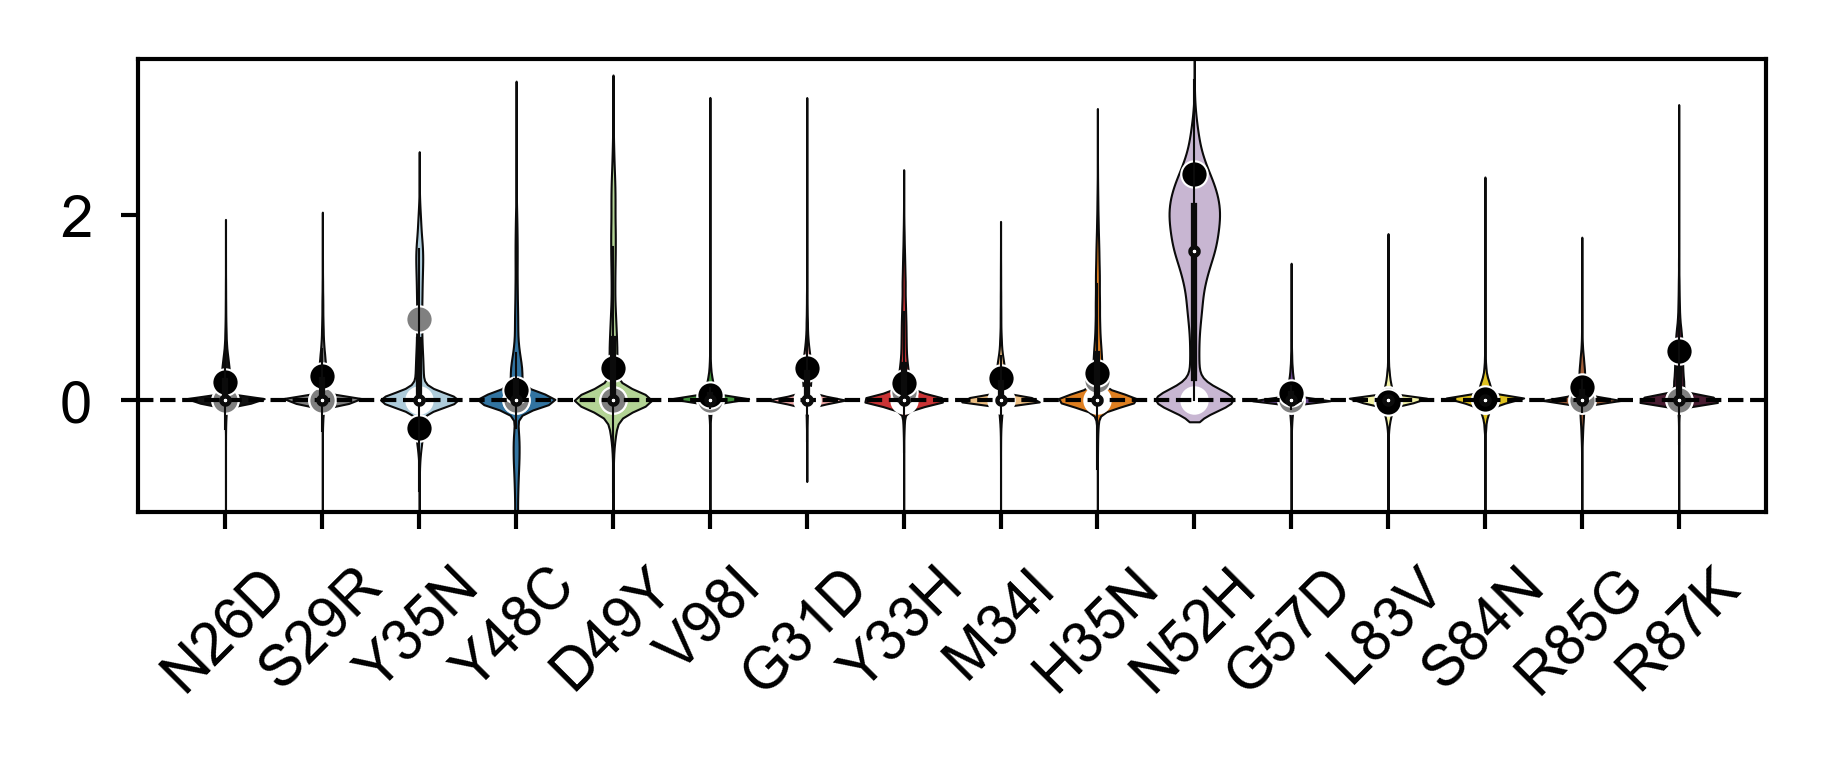 2
0
N26D
S29R
Y35N
Y48C
D49Y
V98I
G31D
Y33H
M34I
H35N
N52H
G57D
L83V
S84N
R85G
R87K